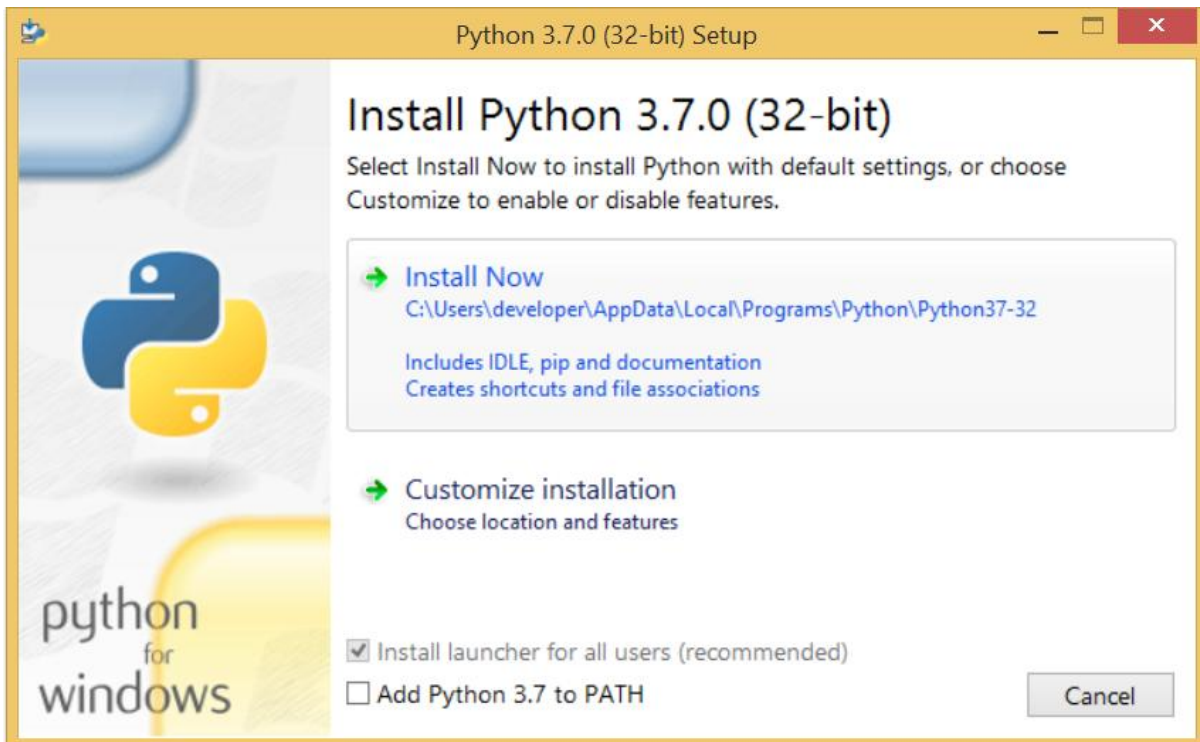 Python 3.7.0 (32-bit) Setup
Install Python 3.7.0 (32-bit)
Select Install Now to install Python with default settings, or choose
Customize to enable or disable features.
Install Now
C:\Users\developer\AppData\Local\Programs\Python\Python37-32
Includes IDLE, pip and documentation
Creates shortcuts and file associations
Customize installation
Choose location and features
python
for
windows
Install launcher for all users (recommended)
Add Python 3.7 to PATH
Cancel